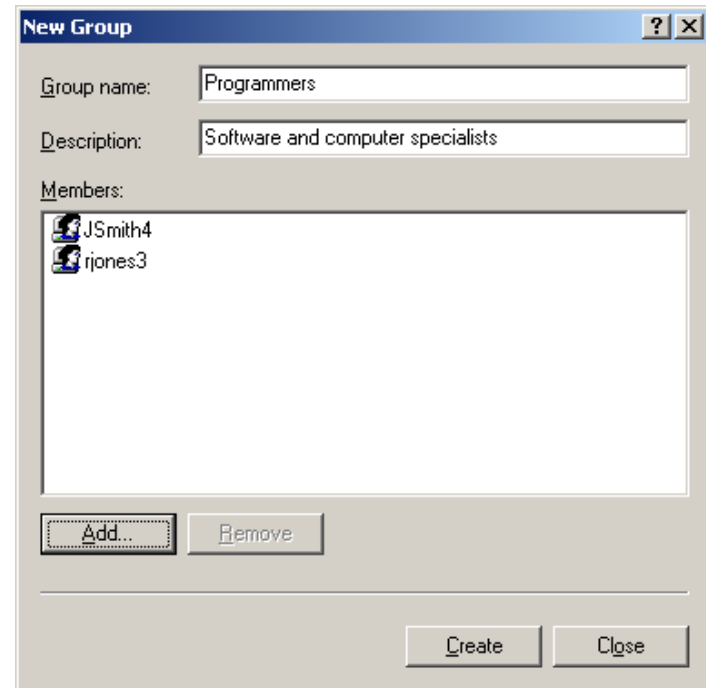 New Group
Group name: Programmers
Description: Software and computer specialists
Members:
JSmith4
rjones3
Add... Remove
Create Close